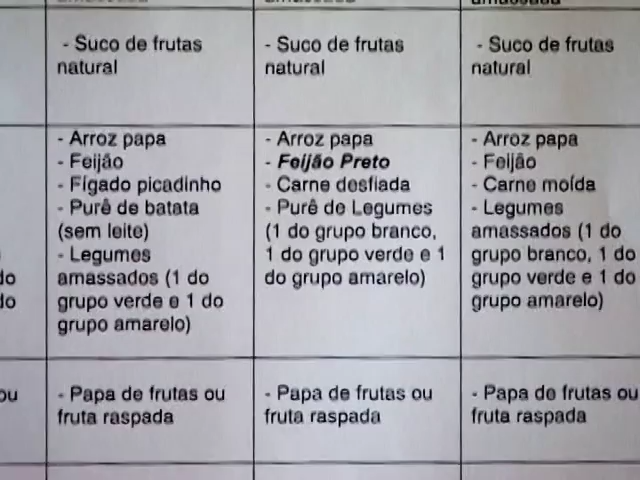 - Suco de frutas
natural
- Suco de frutas
natural
- Suco de frutas
natural
- Arroz papa
- Feijão
- Fígado picadinho
- Purê de batata
(sem leite)
- Legumes
amassados (1 do
grupo verde e 1 do
grupo amarelo)
- Arroz papa
- Feijão Preto
- Carne desfiada
- Purê de Legumes
(1 do grupo branco,
1 do grupo verde e 1
do grupo amarelo)
- Arroz papa
- Feijão
- Carne moída
- Legumes
amassados (1 do
grupo branco, 1 do
grupo verde e 1 do
grupo amarelo)
do
do
ou
- Papa de frutas ou
fruta raspada
- Papa de frutas ou
fruta raspada
- Papa de frutas ou
fruta raspada